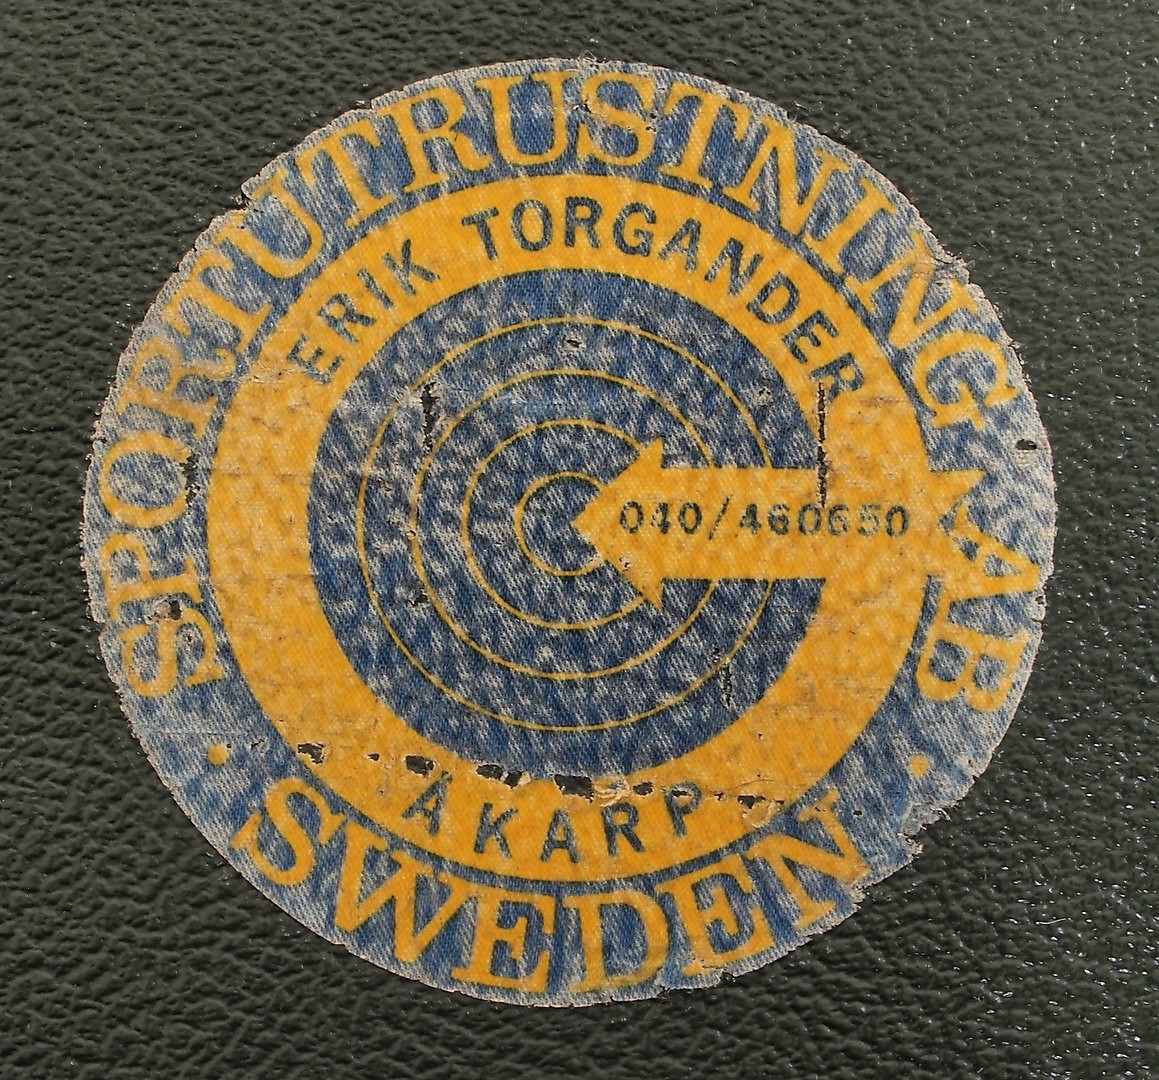 SPORTUTRUSTNING AB
ERIK TORGANDER
040/460650
ÅKARP
SWEDEN